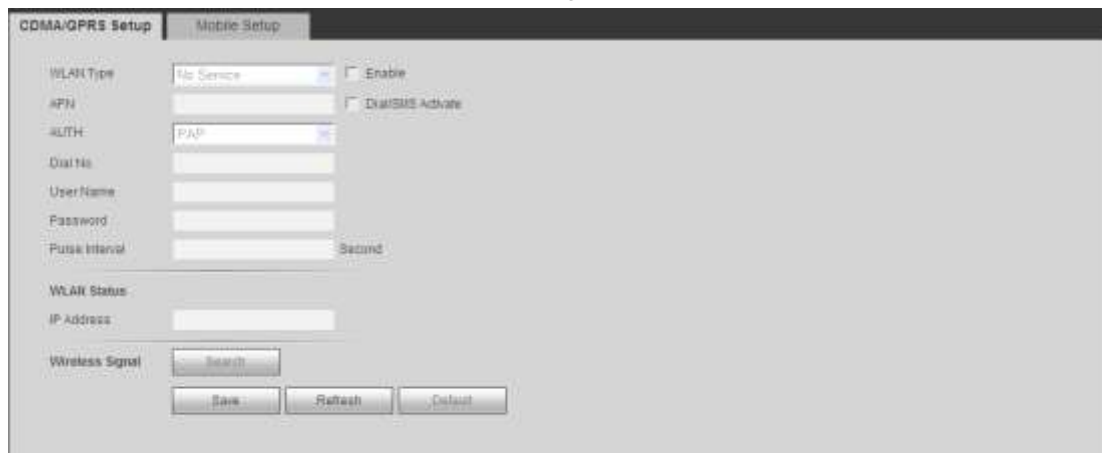 CDMA/GPRS Setup Mobile Setup
WLAN Type No Service Enable
APN Dial/SMS Activate
AUTH PAP
Dial No.
User Name
Password
Pulse Interval Second
WLAN Status
IP Address
Wireless Signal Search
Save Refresh Default